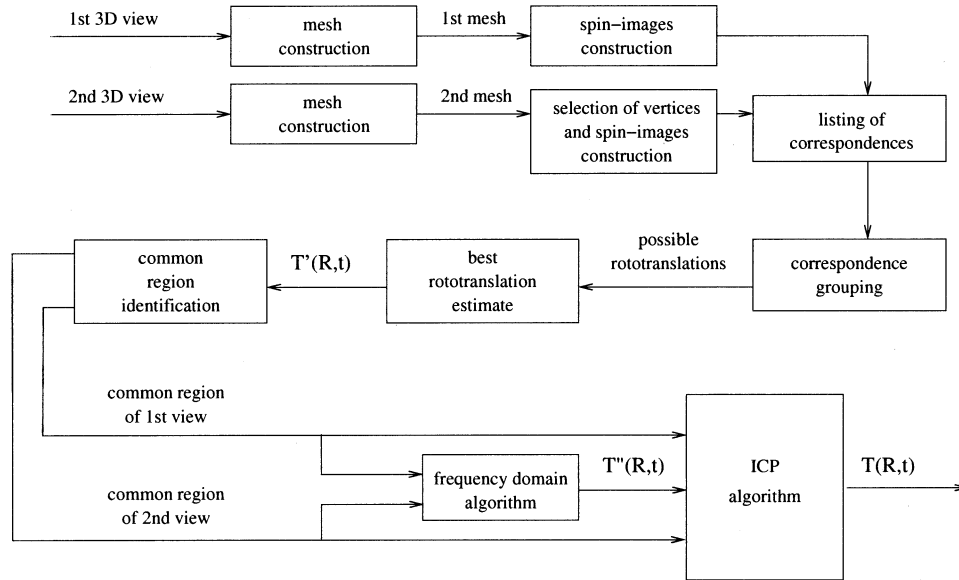 1st 3D view
mesh
construction
1st mesh
spin-images
construction
2nd 3D view
mesh
construction
2nd mesh
selection of vertices
and spin-images
construction
listing of
correspondences
common
region
identification
T'(R,t)
best
rototranslation
estimate
possible
rototranslations
correspondence
grouping
common region
of 1st view
common region
of 2nd view
frequency domain
algorithm
T"(R,t)
ICP
algorithm
T(R,t)